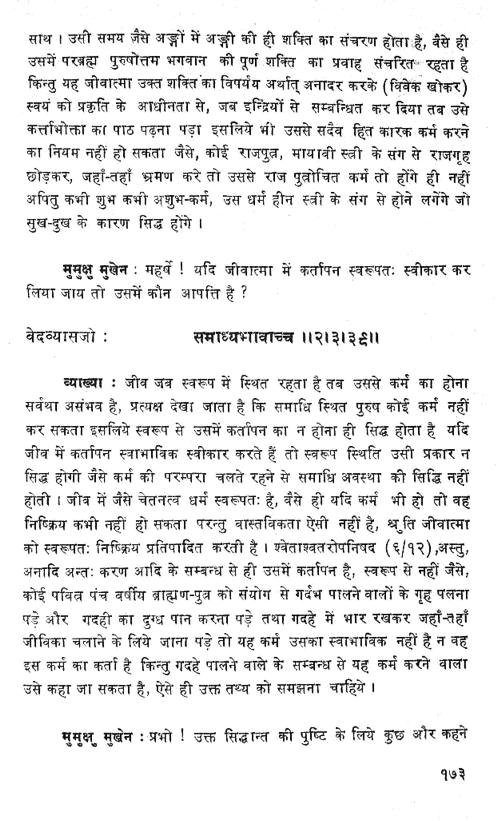 साथ । उसी समय जैसे अङ्गों में अङ्गी की ही शक्ति का संचरण होता है, वैसे ही
उसमें परब्रह्म पुरुषोत्तम भगवान की पूर्ण शक्ति का प्रवाह संचरित रहता है
किन्तु यह जीवात्मा उक्त शक्ति का विपर्यय अर्थात् अनादर करके (विवेक खोकर)
स्वयं को प्रकृति के आधीनता से, जब इन्द्रियों से सम्बन्धित कर दिया तब उसे
कर्त्ताभोक्ता का पाठ पढ़ना पड़ा इसलिये भी उससे सदैव हित कारक कर्म करने
का नियम नहीं हो सकता जैसे, कोई राजपुत्र, मायावी स्त्री के संग से राजगृह
छोड़कर, जहाँ-तहाँ भ्रमण करे तो उससे राज पुत्रोचित कर्म तो होंगे ही नहीं
अपितु कभी शुभ कभी अशुभ-कर्म, उस धर्म हीन स्त्री के संग से होने लगेंगे जो
सुख-दुख के कारण सिद्ध होंगे ।
मुमुक्षु मुखेन : महर्षे ! यदि जीवात्मा में कर्तापन स्वरूपतः स्वीकार कर
लिया जाय तो उसमें कौन आपत्ति है ?
वेदव्यासजो : समाध्यभावाच्च ॥२।३।३९॥
व्याख्या : जीव जब स्वरूप में स्थित रहता है तब उससे कर्म का होना
सर्वथा असंभव है, प्रत्यक्ष देखा जाता है कि समाधि स्थित पुरुष कोई कर्म नहीं
कर सकता इसलिये स्वरूप से उसमें कर्तापन का न होना ही सिद्ध होता है यदि
जीव में कर्तापन स्वाभाविक स्वीकार करते हैं तो स्वरूप स्थिति उसी प्रकार न
सिद्ध होगी जैसे कर्म की परम्परा चलते रहने से समाधि अवस्था की सिद्धि नहीं
होती । जीव में जैसे चेतनत्व धर्म स्वरूपतः है, वैसे हो यदि कर्म भी हो तो वह
निष्क्रिय कभी नहीं हो सकता परन्तु वास्तविकता ऐसी नहीं है, श्रुति जीवात्मा
को स्वरूपतः निष्क्रिय प्रतिपादित करती है । श्वेताश्वतरोपनिषद (६/१२), अस्तु,
अनादि अन्तः करण आदि के सम्बन्ध से ही उसमें कर्तापन है, स्वरूप से नहीं जैसे,
कोई पवित्र पंच वर्षीय ब्राह्मण-पुत्र को संयोग से गर्दभ पालने वालों के गृह पलना
पड़े और गदही का दुग्ध पान करना पड़े तथा गदहे में भार रखकर जहाँ-तहाँ
जीविका चलाने के लिये जाना पड़े तो यह कर्म उसका स्वाभाविक नहीं है न वह
इस कर्म का कर्ता है किन्तु गदहे पालने वाले के सम्बन्ध से यह कर्म करने वाला
उसे कहा जा सकता है, ऐसे ही उक्त तथ्य को समझना चाहिये ।
मुमुक्षु मुखेन : प्रभो ! उक्त सिद्धान्त की पुष्टि के लिये कुछ और कहने
१७३